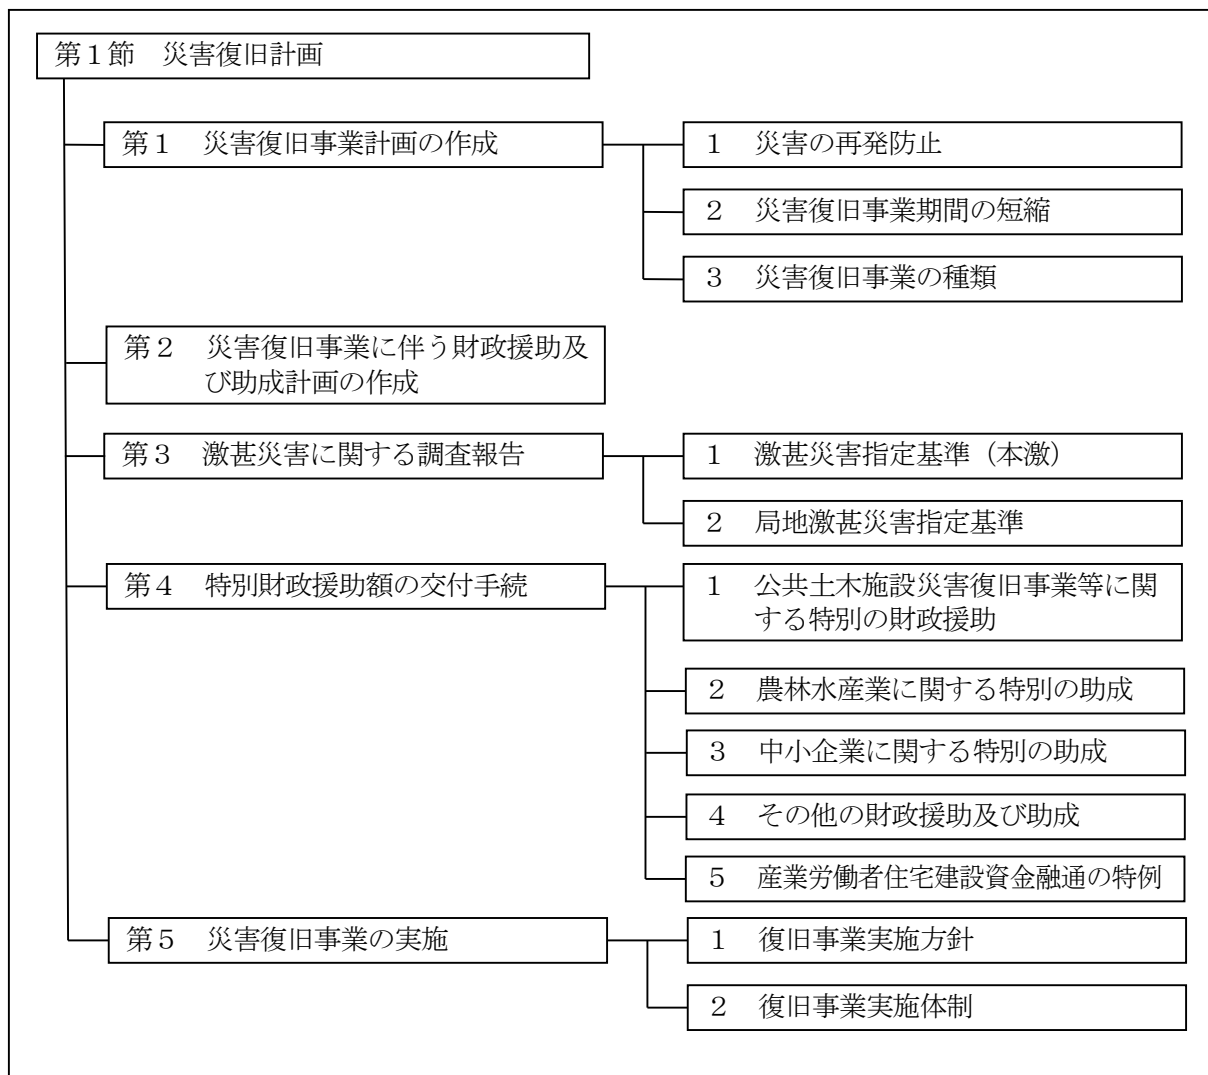 第１節　災害復旧計画
第１　災害復旧事業計画の作成
１　災害の再発防止
２　災害復旧事業期間の短縮
３　災害復旧事業の種類
第２　災害復旧事業に伴う財政援助及
び助成計画の作成
第３　激甚災害に関する調査報告
１　激甚災害指定基準（本激）
２　局地激甚災害指定基準
第４　特別財政援助額の交付手続
１　公共土木施設災害復旧事業等に関
する特別の財政援助
２　農林水産業に関する特別の助成
３　中小企業に関する特別の助成
４　その他の財政援助及び助成
５　産業労働者住宅建設資金融通の特例
第５　災害復旧事業の実施
１　復旧事業実施方針
２　復旧事業実施体制